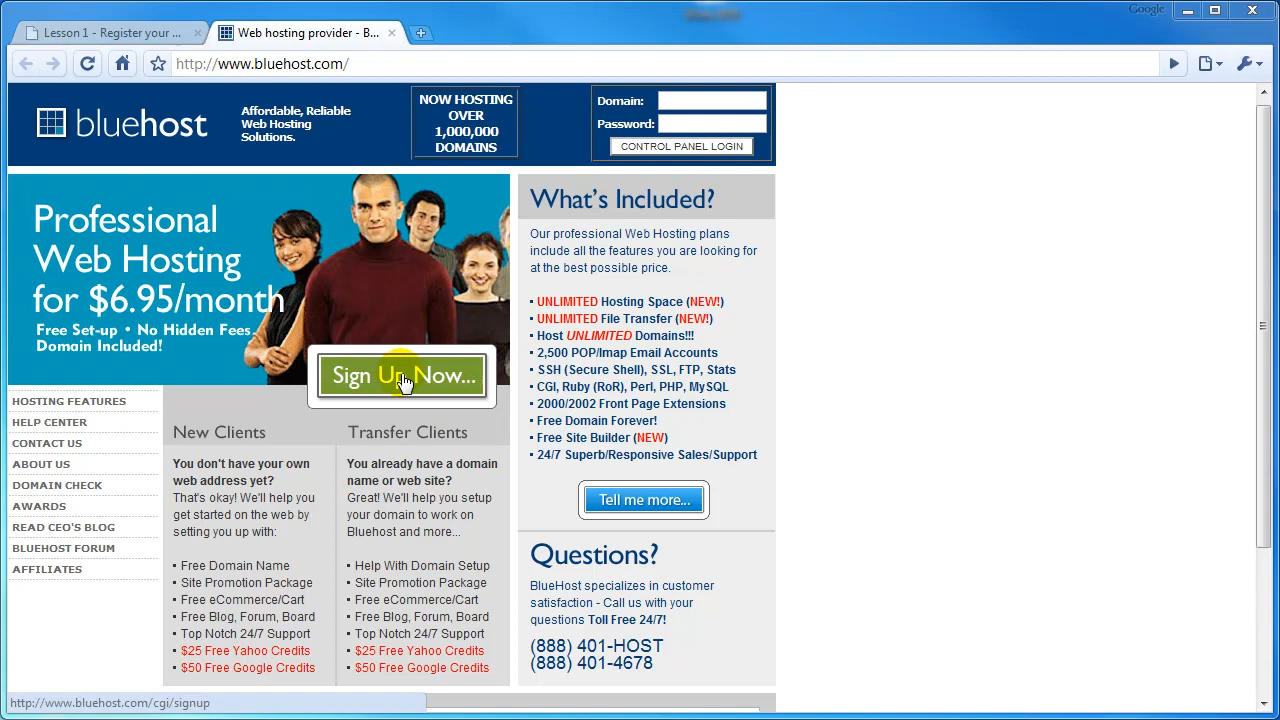 Google
Lesson 1 - Register your ...
Web hosting provider - B...
http://www.bluehost.com/
bluehost
Affordable, Reliable
Web Hosting
Solutions.
NOW HOSTING
OVER
1,000,000
DOMAINS
Domain:
Password:
CONTROL PANEL LOGIN
Professional
Web Hosting
for $6.95/month
Free Set-up • No Hidden Fees
Domain Included!
Sign Up Now...
HOSTING FEATURES
HELP CENTER
CONTACT US
ABOUT US
DOMAIN CHECK
AWARDS
READ CEO'S BLOG
BLUEHOST FORUM
AFFILIATES
New Clients
You don't have your own
web address yet?
That's okay! We'll help you
get started on the web by
setting you up with:
▪ Free Domain Name
▪ Site Promotion Package
▪ Free eCommerce/Cart
▪ Free Blog, Forum, Board
▪ Top Notch 24/7 Support
▪ $25 Free Yahoo Credits
▪ $50 Free Google Credits
Transfer Clients
You already have a domain
name or web site?
Great! We'll help you setup
your domain to work on
Bluehost and more...
▪ Help With Domain Setup
▪ Site Promotion Package
▪ Free eCommerce/Cart
▪ Free Blog, Forum, Board
▪ Top Notch 24/7 Support
▪ $25 Free Yahoo Credits
▪ $50 Free Google Credits
What's Included?
Our professional Web Hosting plans
include all the features you are looking for
at the best possible price.
▪ UNLIMITED Hosting Space (NEW!)
▪ UNLIMITED File Transfer (NEW!)
▪ Host UNLIMITED Domains!!!
▪ 2,500 POP/Imap Email Accounts
▪ SSH (Secure Shell), SSL, FTP, Stats
▪ CGI, Ruby (RoR), Perl, PHP, MySQL
▪ 2000/2002 Front Page Extensions
▪ Free Domain Forever!
▪ Free Site Builder (NEW)
▪ 24/7 Superb/Responsive Sales/Support
Tell me more...
Questions?
BlueHost specializes in customer
satisfaction - Call us with your
questions Toll Free 24/7!
(888) 401-HOST
(888) 401-4678
http://www.bluehost.com/cgi/signup